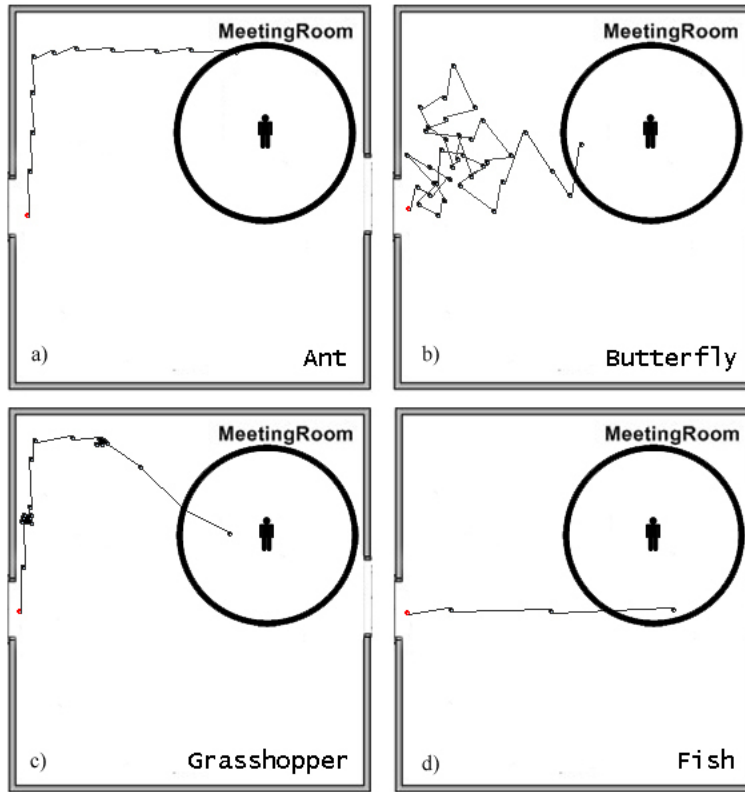 MeetingRoom
a)
Ant
MeetingRoom
b)
Butterfly
MeetingRoom
c)
Grasshopper
MeetingRoom
d)
Fish